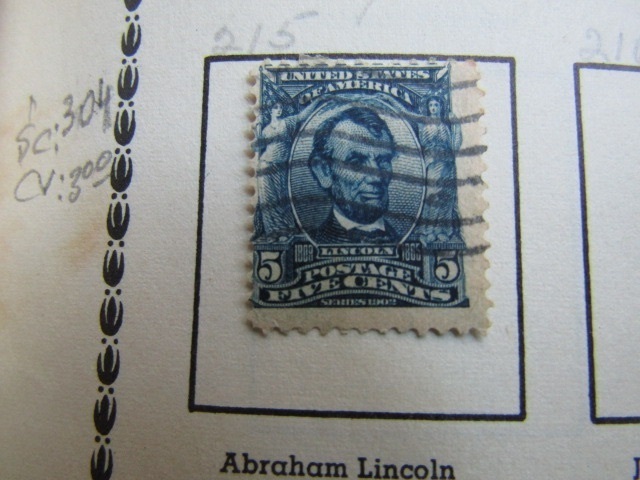 215
SC:304
CV:300
UNITED STATES
OF AMERICA
1809 LINCOLN 1865
5 POSTAGE 5
FIVE CENTS
SERIES 1902
Abraham Lincoln